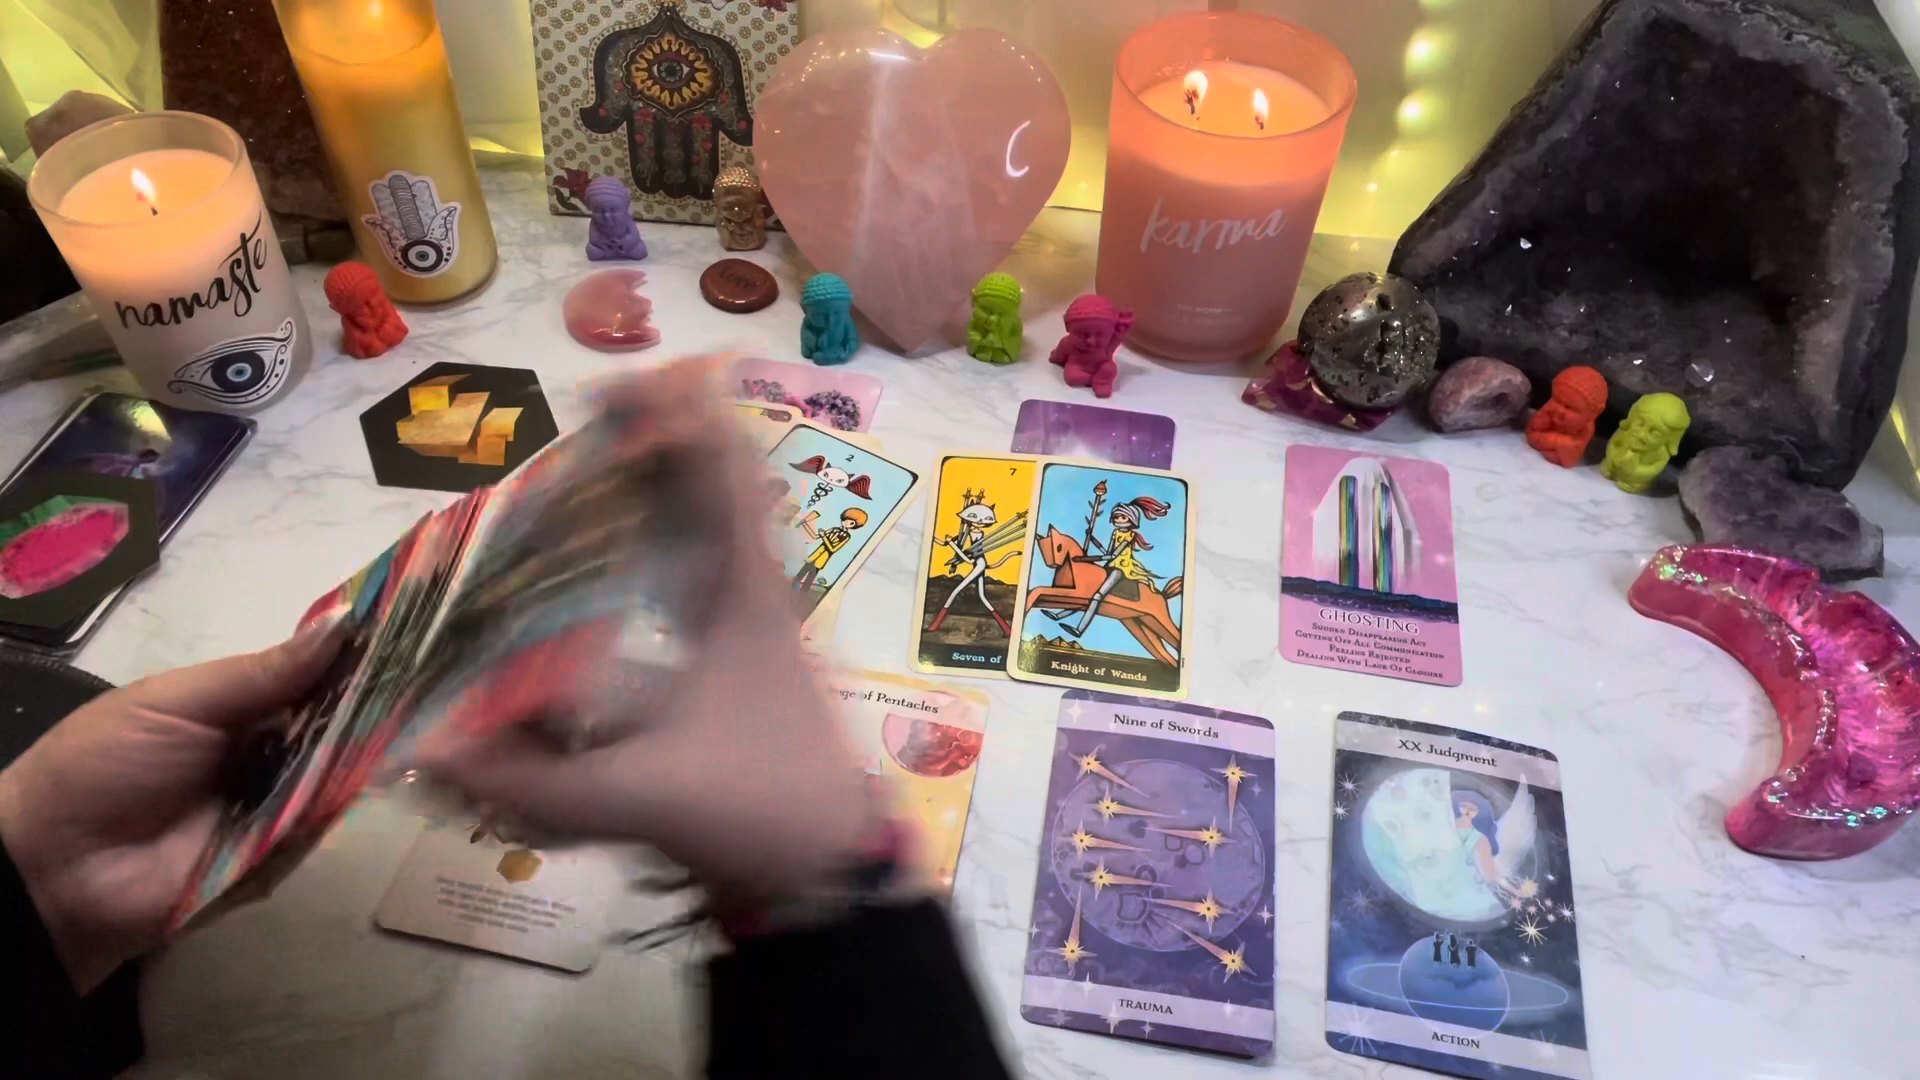 namaste
karma
Love
2
7
Seven of
Knight of Wands
GHOSTING
SUDDEN DISAPPEARING ACT
CUTTING OFF ALL COMMUNICATION
FEELING REJECTED
DEALING WITH LACK OF CLOSURE
of Pentacles
Nine of Swords
TRAUMA
XX Judgment
ACTION